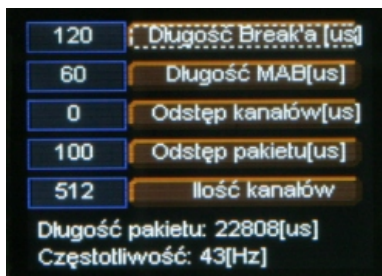 120 Długość Break'a [us]
60 Długość MAB[us]
0 Odstęp kanałów[us]
100 Odstęp pakietu[us]
512 Ilość kanałów
Długość pakietu: 22808[us]
Częstotliwość: 43[Hz]